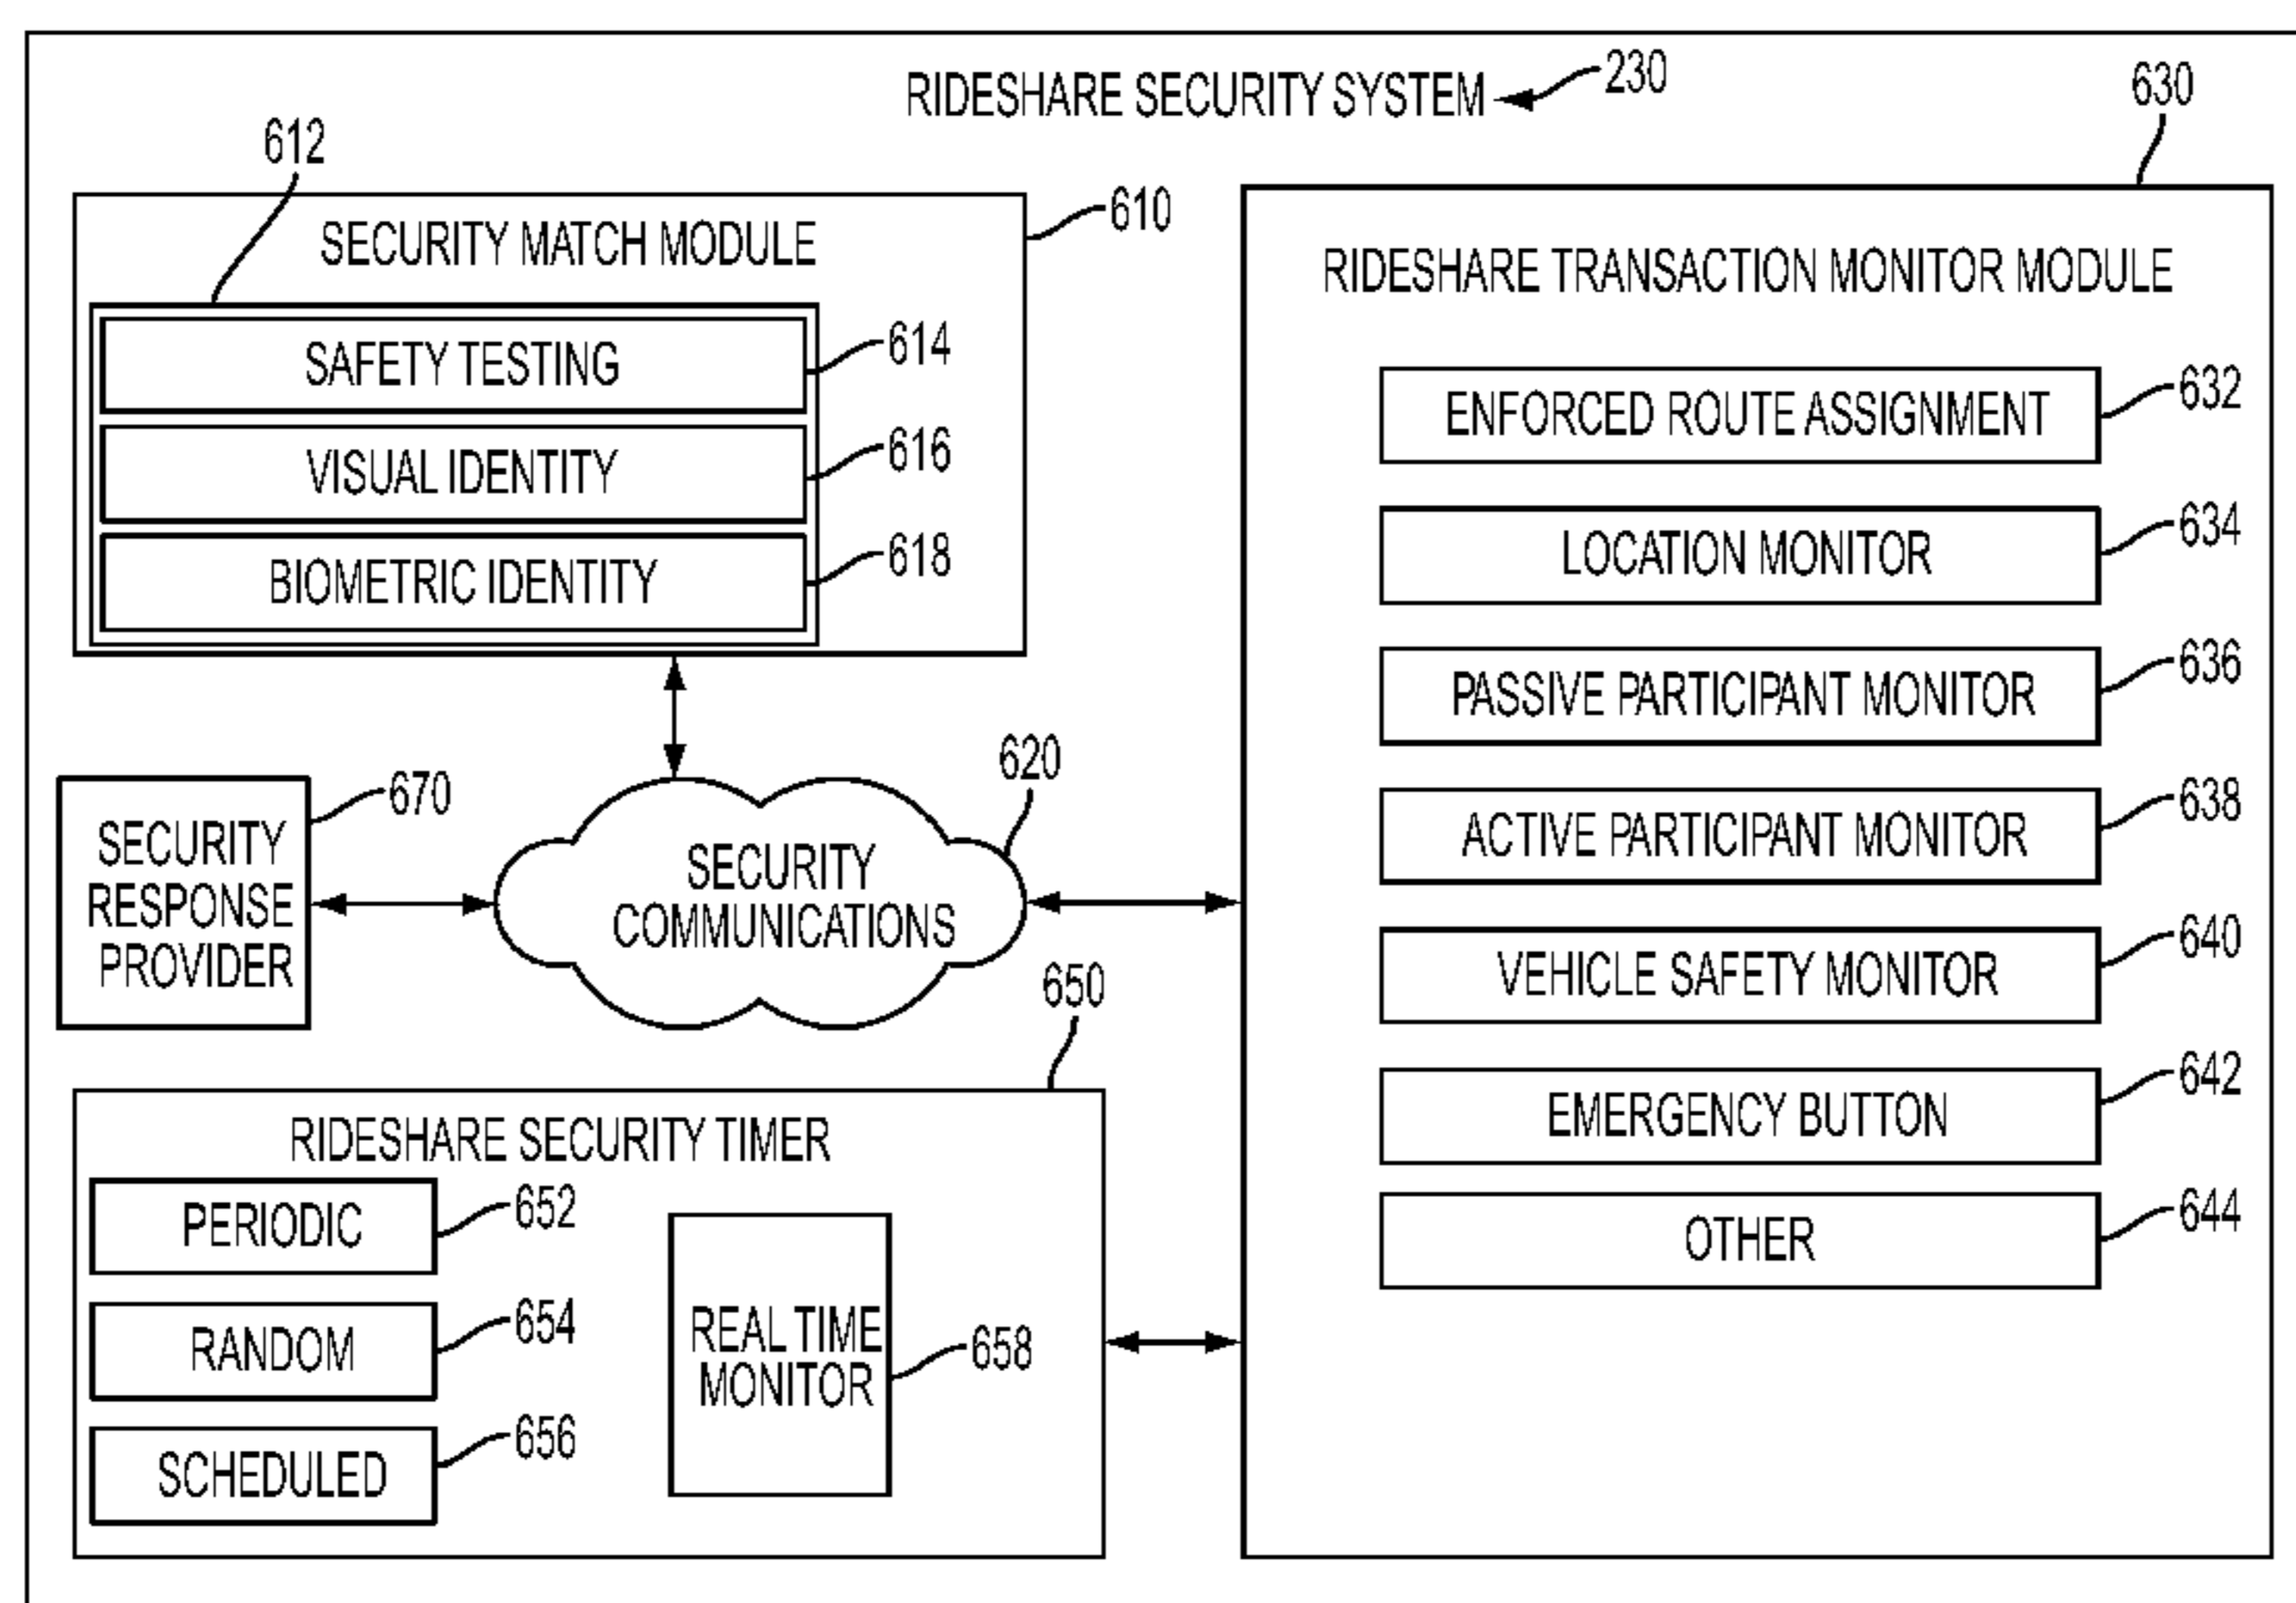 RIDESHARE SECURITY SYSTEM 230
630
612
SECURITY MATCH MODULE
610
SAFETY TESTING
614
VISUAL IDENTITY
616
BIOMETRIC IDENTITY
618
RIDESHARE TRANSACTION MONITOR MODULE
ENFORCED ROUTE ASSIGNMENT
632
LOCATION MONITOR
634
PASSIVE PARTICIPANT MONITOR
636
ACTIVE PARTICIPANT MONITOR
638
VEHICLE SAFETY MONITOR
640
EMERGENCY BUTTON
642
OTHER
644
670
SECURITY
RESPONSE
PROVIDER
620
SECURITY
COMMUNICATIONS
650
RIDESHARE SECURITY TIMER
PERIODIC
652
RANDOM
654
SCHEDULED
656
REAL TIME
MONITOR
658